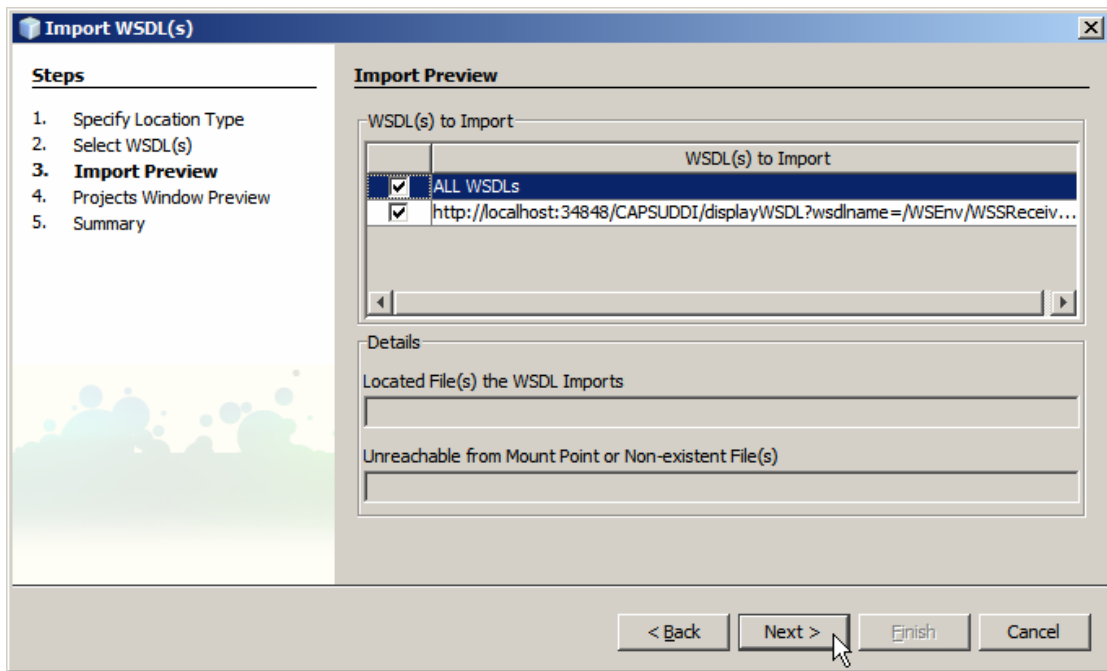 Import WSDL(s)
Steps
1. Specify Location Type
2. Select WSDL(s)
3. Import Preview
4. Projects Window Preview
5. Summary
Import Preview
WSDL(s) to Import
WSDL(s) to Import
ALL WSDLs
http://localhost:34848/CAPSUDDI/displayWSDL?wsdlname=/WSEnv/WSSReceiv...
Details
Located File(s) the WSDL Imports
Unreachable from Mount Point or Non-existent File(s)
< Back Next > Finish Cancel